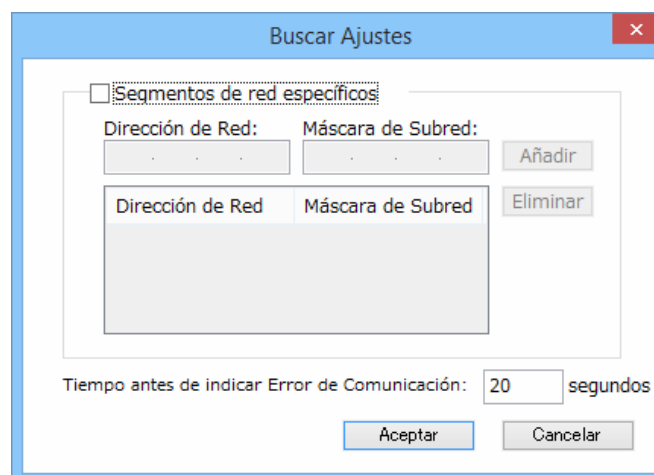 Buscar Ajustes
Segmentos de red específicos
Dirección de Red: Máscara de Subred:
Añadir
Dirección de Red Máscara de Subred
Eliminar
Tiempo antes de indicar Error de Comunicación: 20 segundos
Aceptar Cancelar